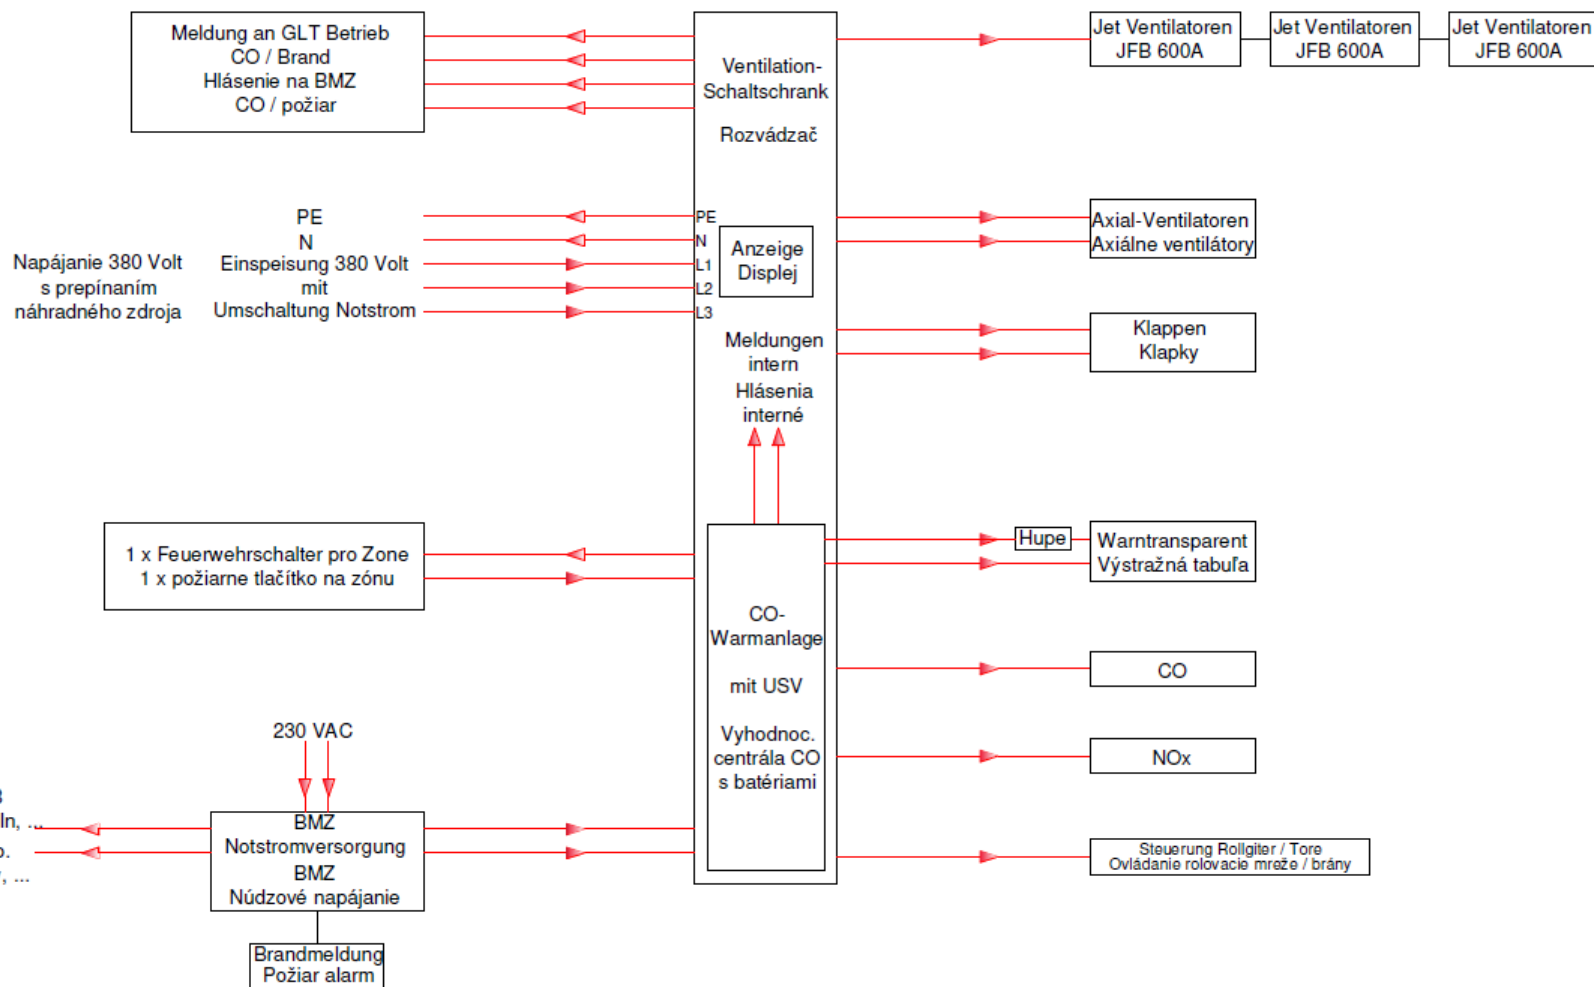 Meldung an GLT Betrieb
CO / Brand
Hlásenie na BMZ
CO / požiar
Ventilation-
Schaltschrank
Rozvádzač
Jet Ventilatoren
JFB 600A
Jet Ventilatoren
JFB 600A
Jet Ventilatoren
JFB 600A
Napájanie 380 Volt
s prepínaním
náhradného zdroja
PE
N
Einspeisung 380 Volt
mit
Umschaltung Notstrom
PE
N
L1
L2
L3
Anzeige
Displej
Axial-Ventilatoren
Axiálne ventilátory
Meldungen
intern
Hlásenia
interné
Klappen
Klapky
1 x Feuerwehrschalter pro Zone
1 x požiarne tlačítko na zónu
Hupe
Warntransparent
Výstražná tabuľa
CO-
Warmanlage
mit USV
Vyhodnoc.
centrála CO
s batériami
CO
NOx
230 VAC
BMZ
Notstromversorgung
BMZ
Núdzové napájanie
Steuerung Rollgiter / Tore
Ovládanie rolovacie mreže / brány
Brandmeldung
Požiar alarm